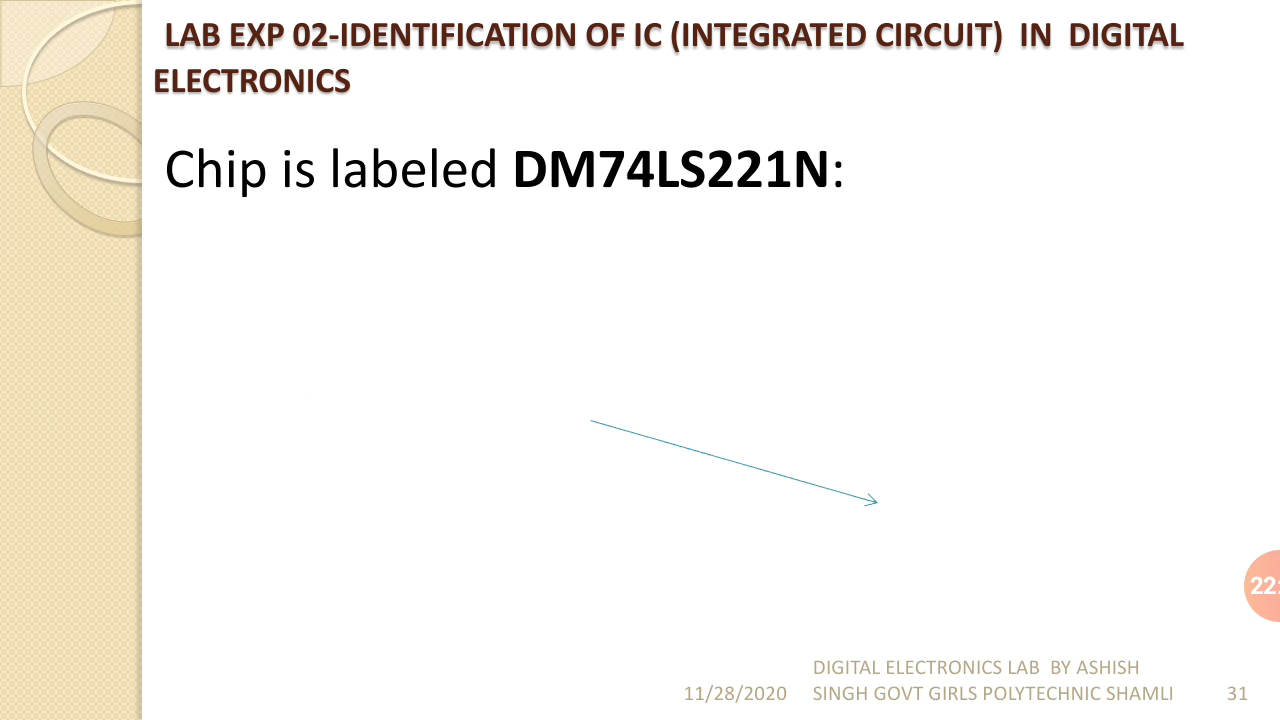 LAB EXP 02-IDENTIFICATION OF IC (INTEGRATED CIRCUIT) IN DIGITAL
ELECTRONICS
Chip is labeled DM74LS221N:
22:
DIGITAL ELECTRONICS LAB BY ASHISH
11/28/2020 SINGH GOVT GIRLS POLYTECHNIC SHAMLI 31